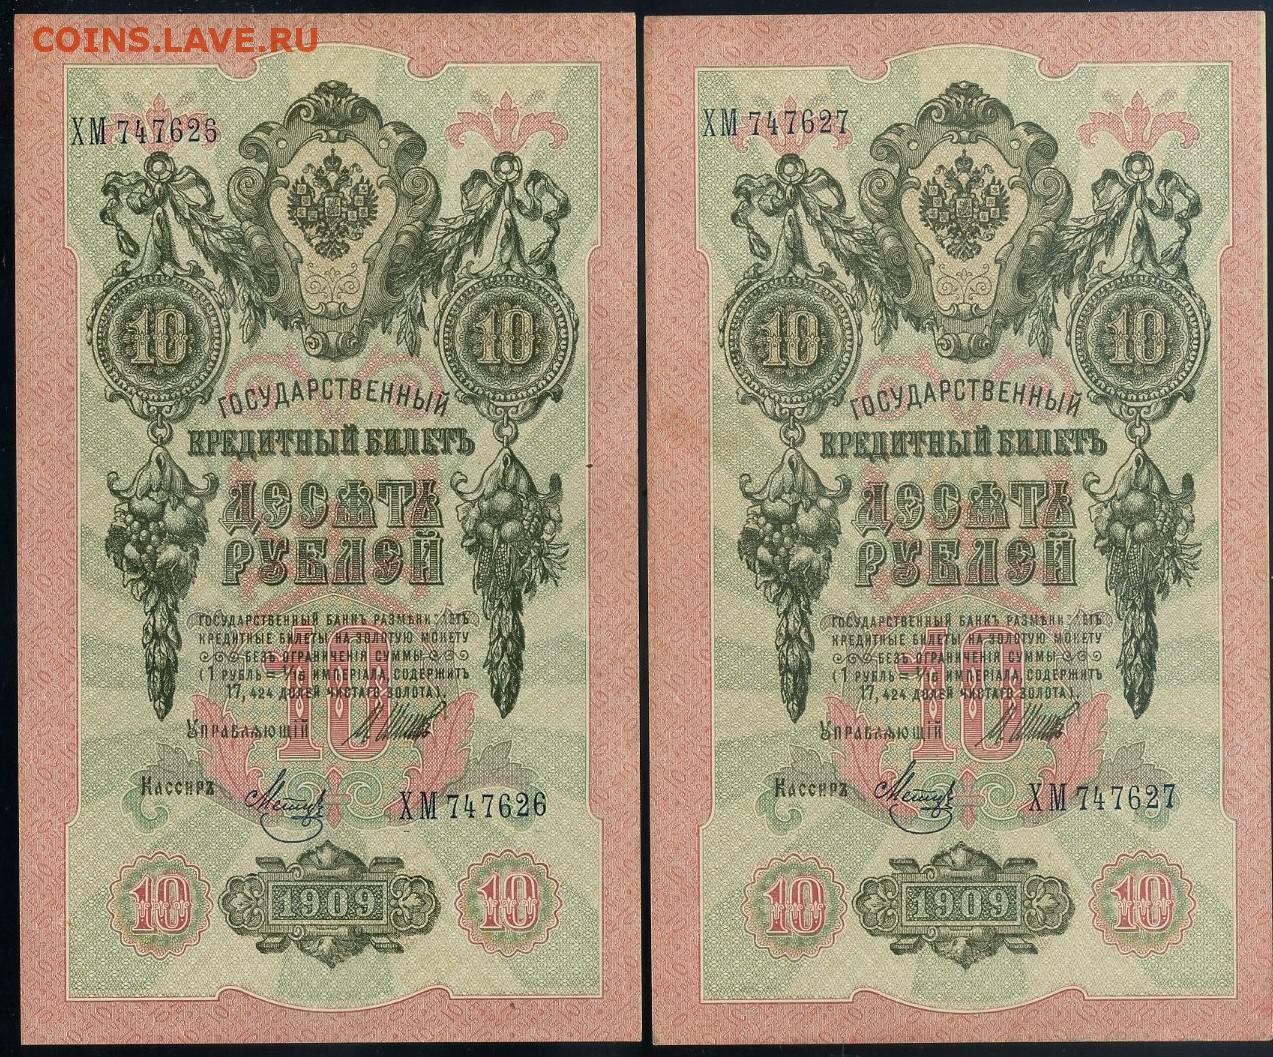 COINS.LAVE.RU
ХМ 747626
10 10
ГОСУДАРСТВЕННЫЙ
КРЕДИТНЫЙ БИЛЕТЪ
ДЕСЯТЬ
РУБЛЕЙ
ГОСУДАРСТВЕННЫЙ БАНКЪ РАЗМѢНИВАЕТЪ
КРЕДИТНЫЕ БИЛЕТЫ НА ЗОЛОТУЮ МОНЕТУ
БЕЗЪ ОГРАНИЧЕНІЯ СУММЫ
(1 РУБЛЬ = 1/15 ИМПЕРІАЛА, СОДЕРЖИТЪ
17,424 ДОЛЕЙ ЧИСТАГО ЗОЛОТА).
10
УПРАВЛЯЮЩІЙ
КАССИРЪ
ХМ 747626
10 1909 10
ХМ 747627
10 10
ГОСУДАРСТВЕННЫЙ
КРЕДИТНЫЙ БИЛЕТЪ
ДЕСЯТЬ
РУБЛЕЙ
ГОСУДАРСТВЕННЫЙ БАНКЪ РАЗМѢНИВАЕТЪ
КРЕДИТНЫЕ БИЛЕТЫ НА ЗОЛОТУЮ МОНЕТУ
БЕЗЪ ОГРАНИЧЕНІЯ СУММЫ
(1 РУБЛЬ = 1/15 ИМПЕРІАЛА, СОДЕРЖИТЪ
17,424 ДОЛЕЙ ЧИСТАГО ЗОЛОТА).
10
УПРАВЛЯЮЩІЙ
КАССИРЪ
ХМ 747627
10 1909 10